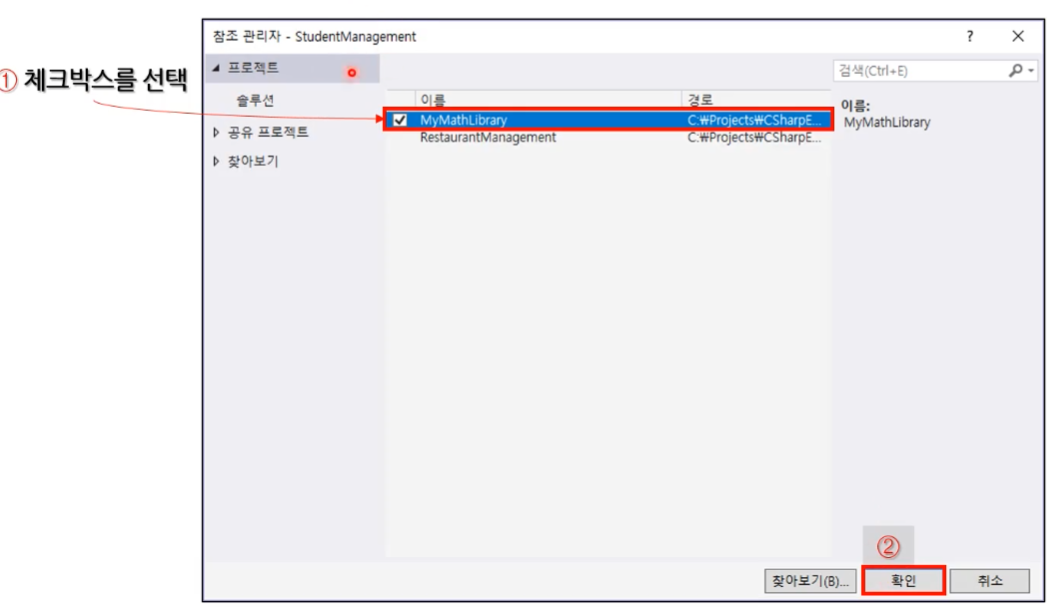 참조 관리자 - StudentManagement
? ×
① 체크박스를 선택
프로젝트
검색(Ctrl+E)
솔루션
이름 경로
이름:
✔ MyMathLibrary C:₩Projects₩CSharpE...
MyMathLibrary
공유 프로젝트
RestaurantManagement C:₩Projects₩CSharpE...
찾아보기
②
찾아보기(B)... 확인 취소